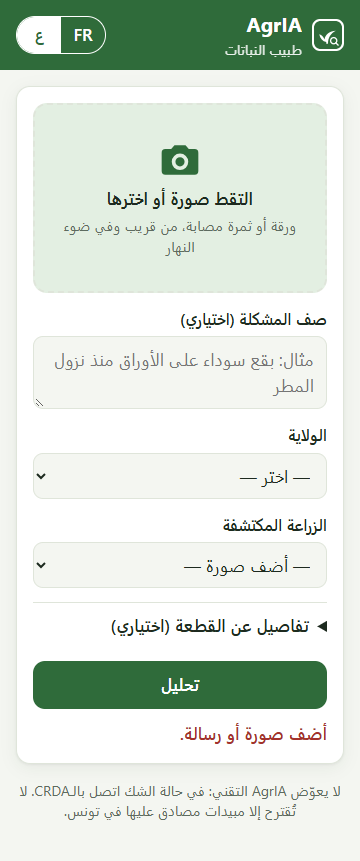 AgrIA
طبيب النباتات
FR
ع
التقط صورة أو اخترها
ورقة أو ثمرة مصابة، من قريب وفي ضوء
النهار
صف المشكلة (اختياري)
مثال: بقع سوداء على الأوراق منذ نزول
المطر
الولاية
— اختر —
الزراعة المكتشفة
— أضف صورة —
تفاصيل عن القطعة (اختياري)
تحليل
أضف صورة أو رسالة.
لا يعوّض AgrIA التقني: في حالة الشك اتصل بالـCRDA. لا
تُقترح إلا مبيدات مصادق عليها في تونس.